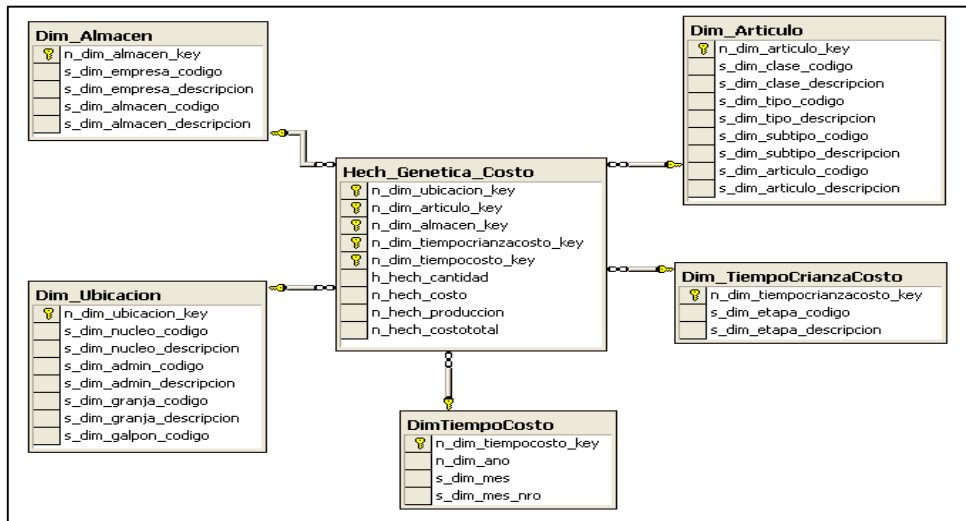 Dim_Almacen
n_dim_almacen_key
s_dim_empresa_codigo
s_dim_empresa_descripcion
s_dim_almacen_codigo
s_dim_almacen_descripcion
Dim_Articulo
n_dim_articulo_key
s_dim_clase_codigo
s_dim_clase_descripcion
s_dim_tipo_codigo
s_dim_tipo_descripcion
s_dim_subtipo_codigo
s_dim_subtipo_descripcion
s_dim_articulo_codigo
s_dim_articulo_descripcion
Hech_Genetica_Costo
n_dim_ubicacion_key
n_dim_articulo_key
n_dim_almacen_key
n_dim_tiempocrianzacosto_key
n_dim_tiempocosto_key
h_hech_cantidad
n_hech_costo
n_hech_produccion
n_hech_costototal
Dim_Ubicacion
n_dim_ubicacion_key
s_dim_nucleo_codigo
s_dim_nucleo_descripcion
s_dim_admin_codigo
s_dim_admin_descripcion
s_dim_granja_codigo
s_dim_granja_descripcion
s_dim_galpon_codigo
Dim_TiempoCrianzaCosto
n_dim_tiempocrianzacosto_key
s_dim_etapa_codigo
s_dim_etapa_descripcion
DimTiempoCosto
n_dim_tiempocosto_key
n_dim_ano
s_dim_mes
s_dim_mes_nro